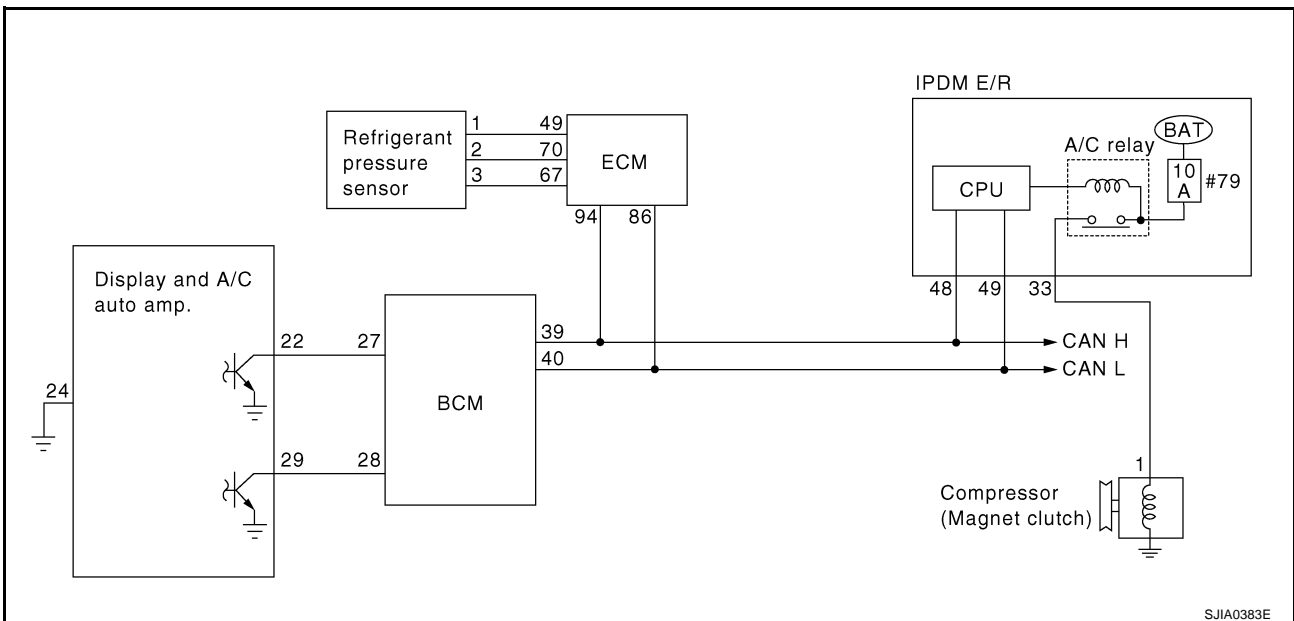 IPDM E/R
BAT
A/C relay
10
A
#79
CPU
Refrigerant
pressure
sensor
1 49
2 70
3 67
ECM
94 86
48 49 33
Display and A/C
auto amp.
22 27
24
29 28
BCM
39
40
CAN H
CAN L
1
Compressor
(Magnet clutch)
SJIA0383E